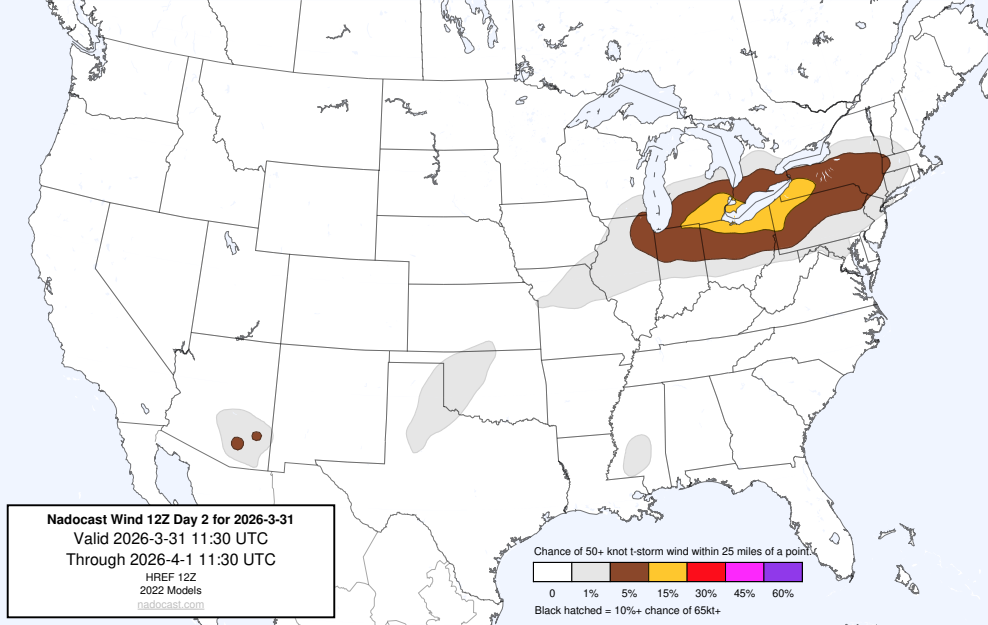 Nadocast Wind 12Z Day 2 for 2026-3-31
Valid 2026-3-31 11:30 UTC
Through 2026-4-1 11:30 UTC
HREF 12Z
2022 Models
nadocast.com
Chance of 50+ knot t-storm wind within 25 miles of a point.
0 1% 5% 15% 30% 45% 60%
Black hatched = 10%+ chance of 65kt+